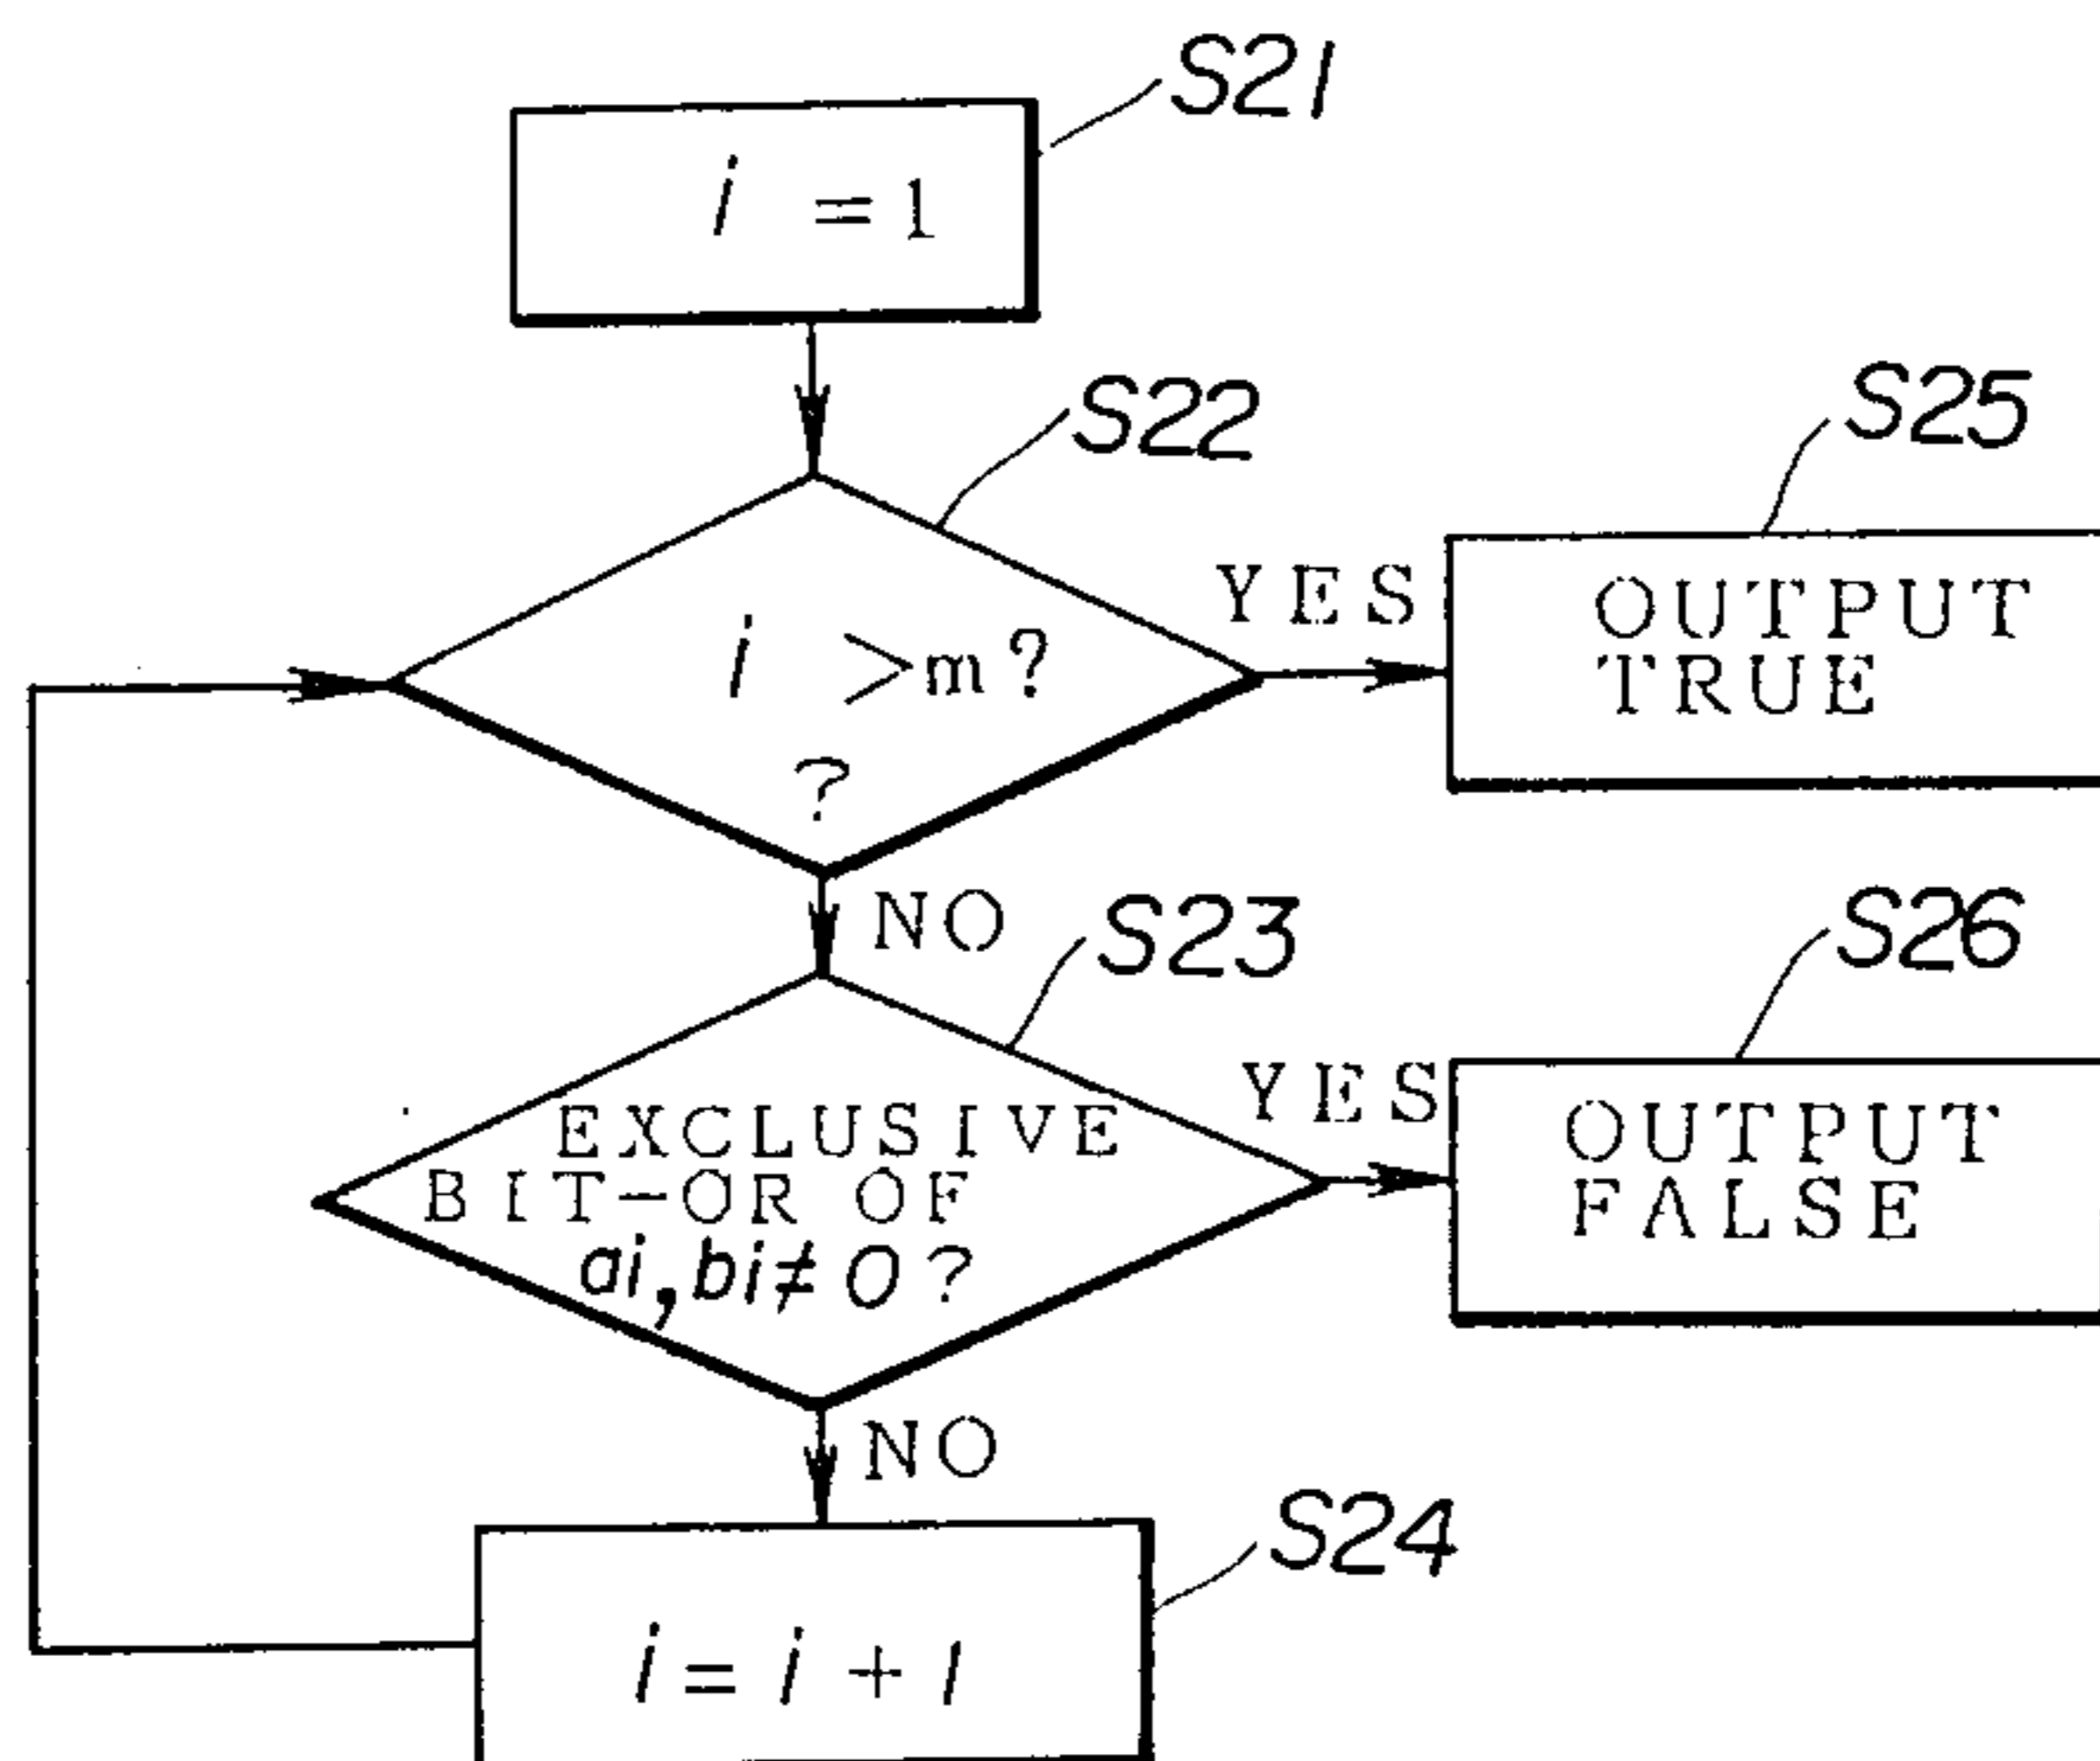 S21
i = 1
S22
i >m?
?
YES
S25
OUTPUT
TRUE
NO
S23
EXCLUSIVE
BIT-OR OF
ai, bi≠ 0?
YES
S26
OUTPUT
FALSE
NO
S24
i = i + 1